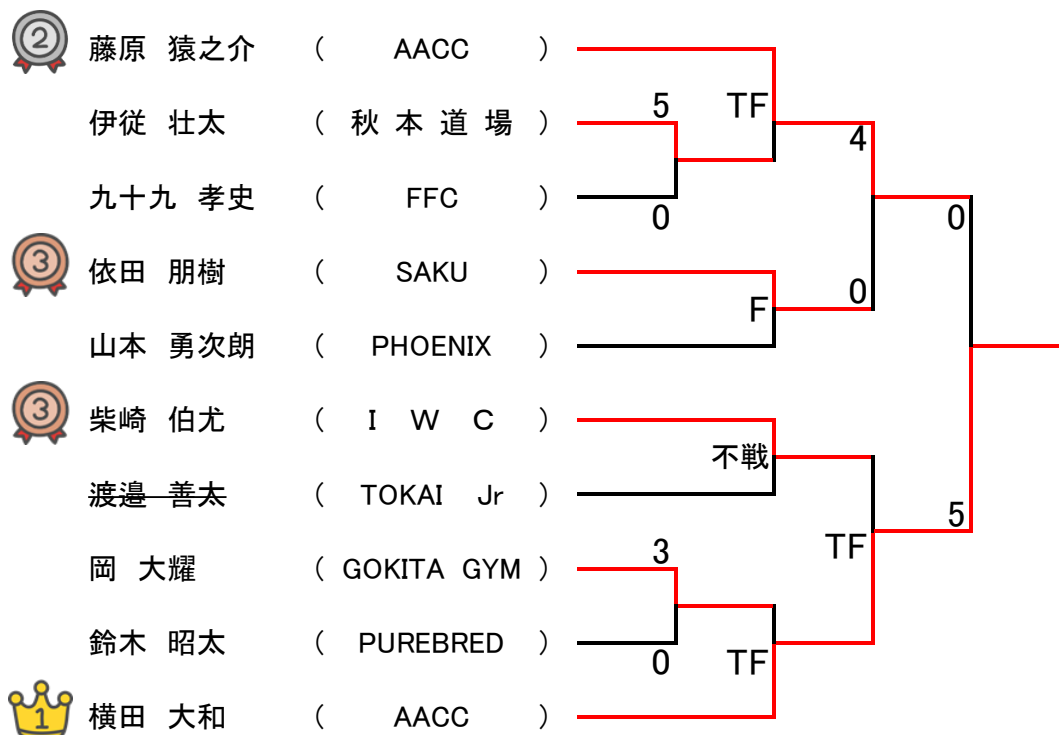 2 藤原 猿之介 ( AACC )
5 TF
伊従 壮太 ( 秋本道場 )
4
九十九 孝史 ( FFC )
0 0
3 依田 朋樹 ( SAKU )
F 0
山本 勇次朗 ( PHOENIX )
3 柴崎 伯尤 ( I W C )
不戦
渡邉 善太 ( TOKAI Jr )
5
3 TF
岡 大耀 ( GOKITA GYM )
鈴木 昭太 ( PUREBRED )
0 TF
1 横田 大和 ( AACC )